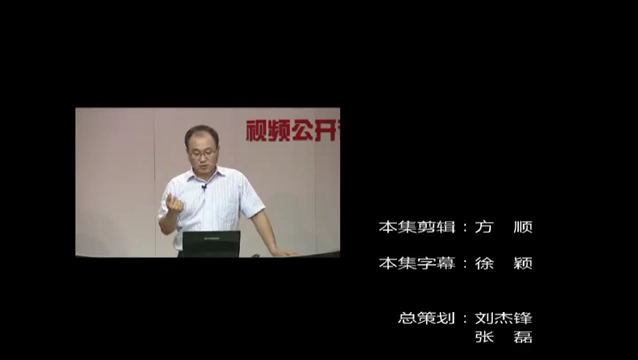 视频公开
本集剪辑：方　顺
本集字幕：徐　颖
总策划：刘杰锋
张　磊